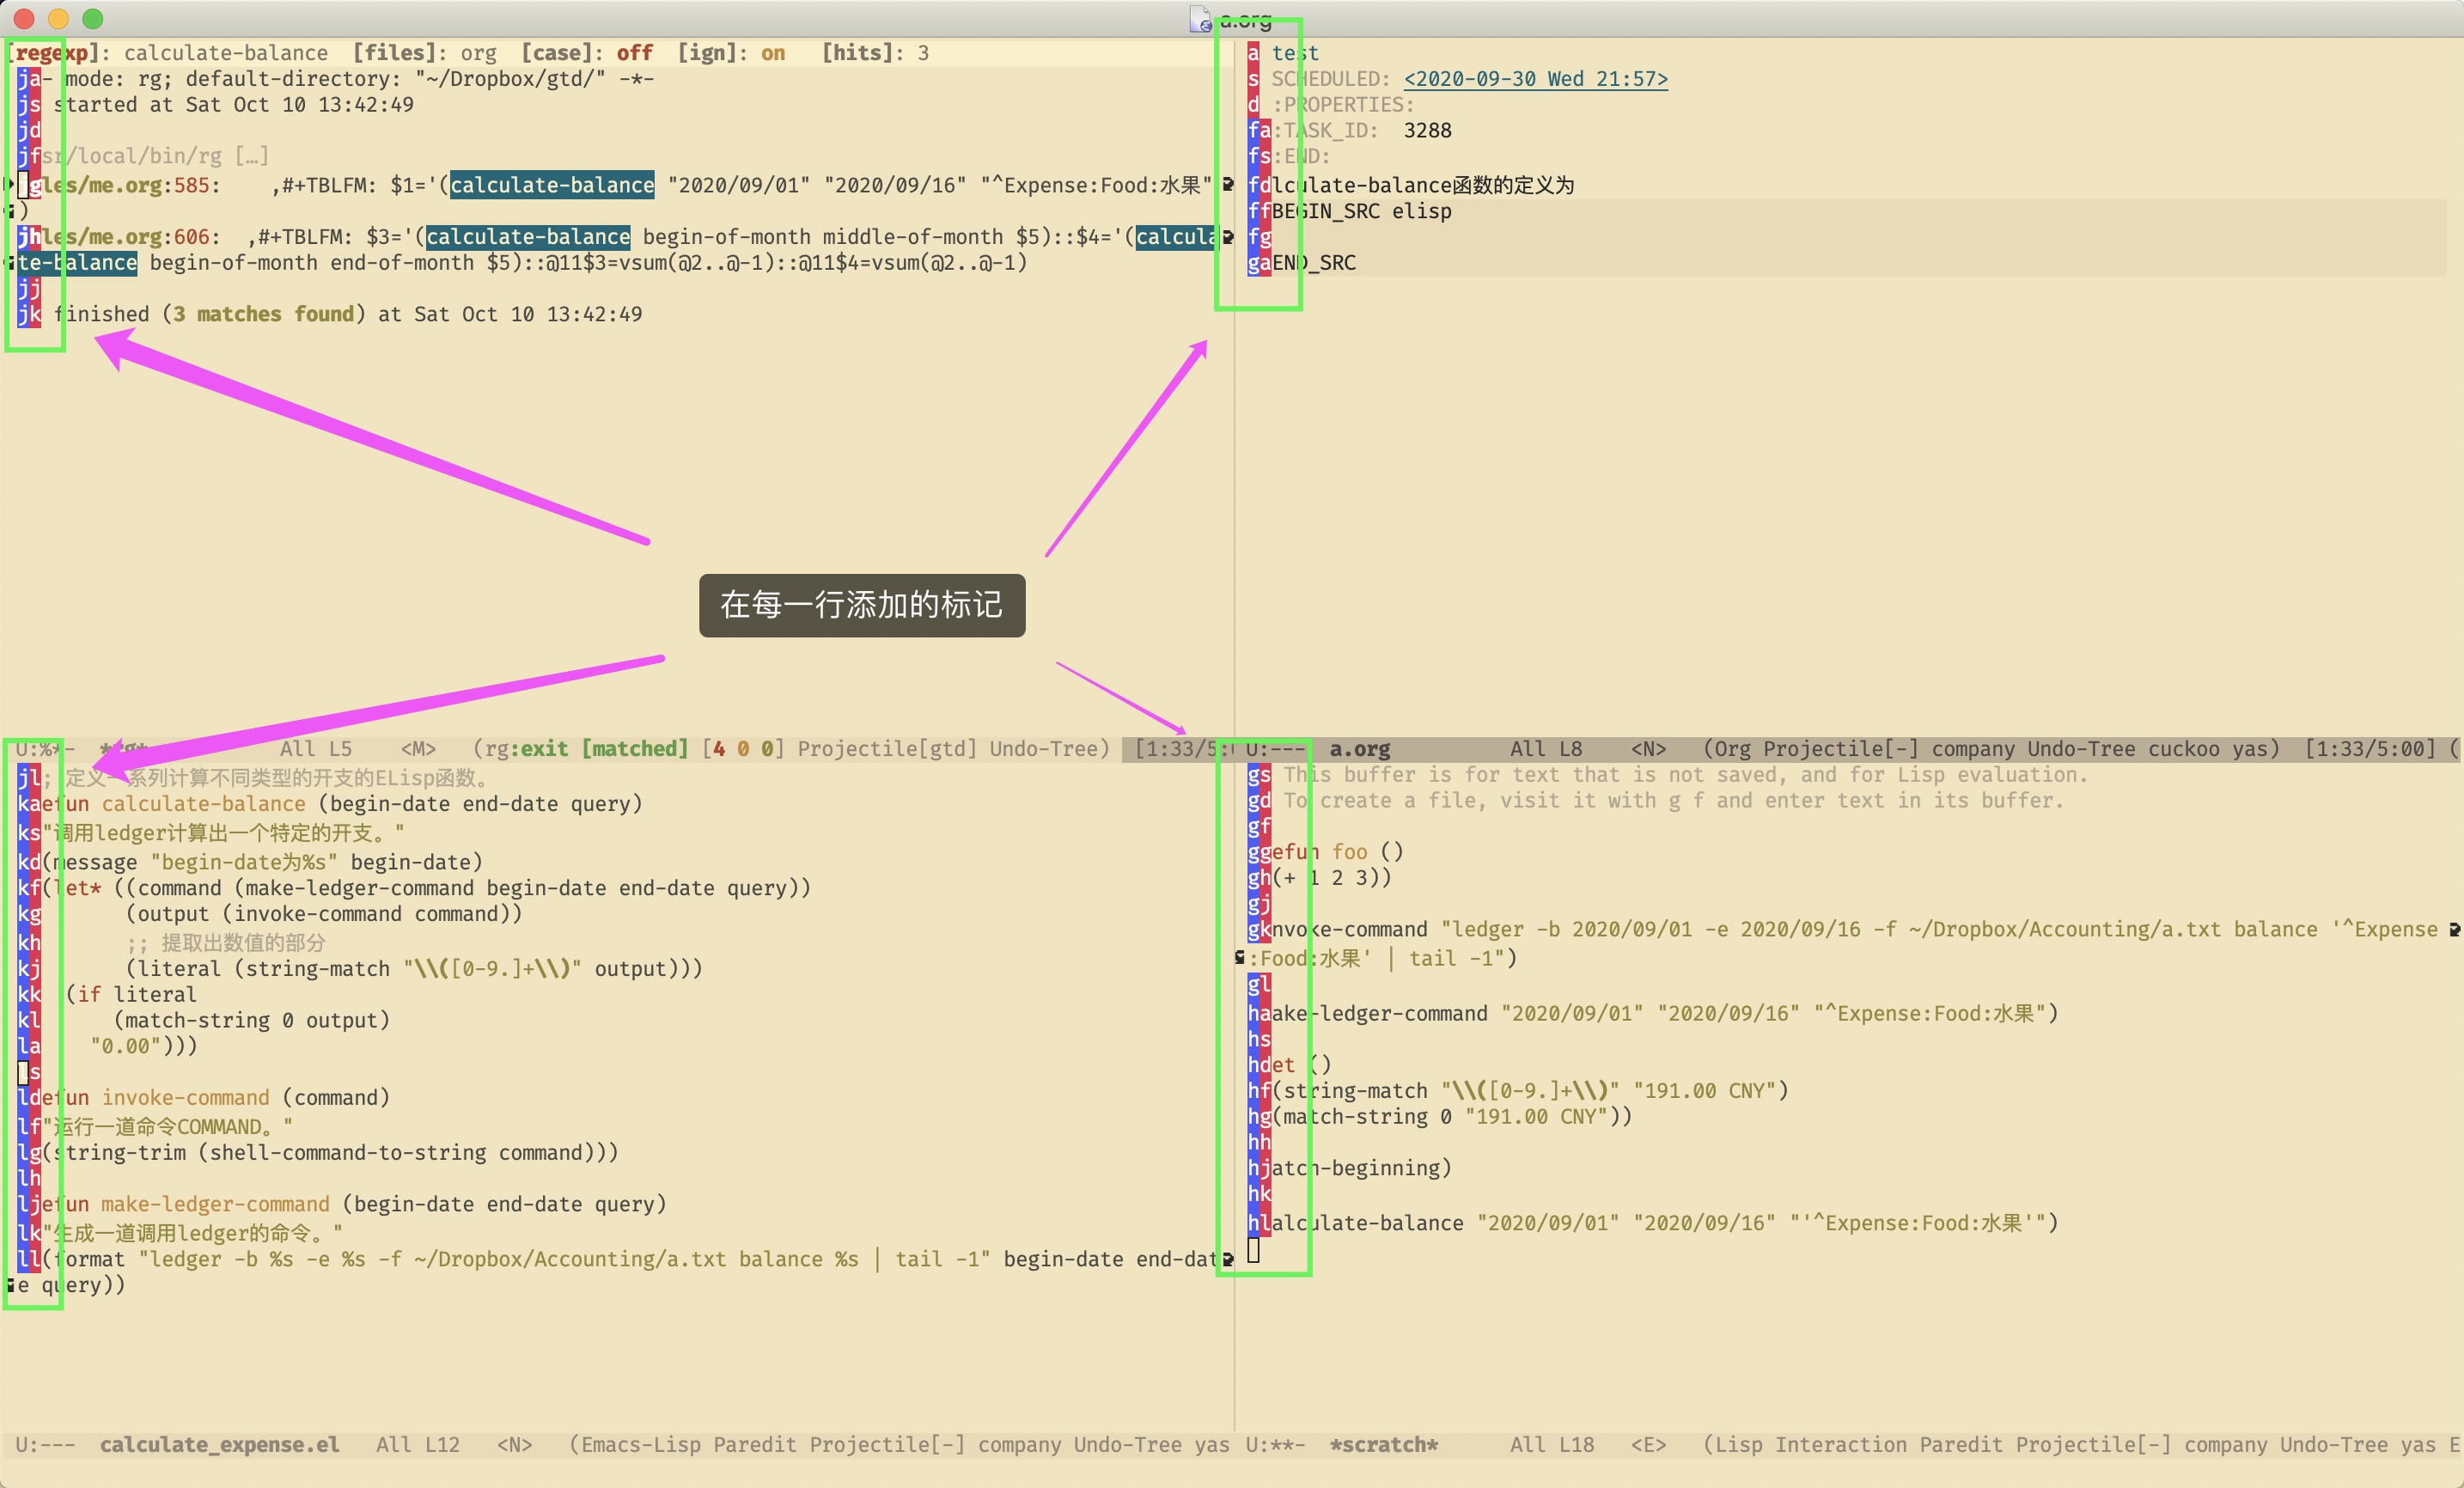 a.org
[regexp]: calculate-balance [files]: org [case]: off [ign]: on [hits]: 3
ja- mode: rg; default-directory: "~/Dropbox/gtd/" -*-
js started at Sat Oct 10 13:42:49
jd
jfsr/local/bin/rg […]
jgles/me.org:585:    ,#+TBLFM: $1='(calculate-balance "2020/09/01" "2020/09/16" "^Expense:Food:水果"
)
jhles/me.org:606:  ,#+TBLFM: $3='(calculate-balance begin-of-month middle-of-month $5)::$4='(calcula
te-balance begin-of-month end-of-month $5)::@11$3=vsum(@2..@-1)::@11$4=vsum(@2..@-1)
jj
jk finished (3 matches found) at Sat Oct 10 13:42:49
a test
s SCHEDULED: <2020-09-30 Wed 21:57>
d :PROPERTIES:
fa:TASK_ID:  3288
fs:END:
fdlculate-balance函数的定义为
ffBEGIN_SRC elisp
fg
gaEND_SRC
在每一行添加的标记
U:%*-  *rg*  All L5  <M>  (rg:exit [matched] [4 0 0] Projectile[gtd] Undo-Tree)  [1:33/5:
U:---  a.org  All L8  <N>  (Org Projectile[-] company Undo-Tree cuckoo yas)  [1:33/5:00] (
jl; 定义一系列计算不同类型的开支的ELisp函数。
kaefun calculate-balance (begin-date end-date query)
ks"调用ledger计算出一个特定的开支。"
kd(message "begin-date为%s" begin-date)
kf(let* ((command (make-ledger-command begin-date end-date query))
kg       (output (invoke-command command))
kh       ;; 提取出数值的部分
kj       (literal (string-match "\\([0-9.]+\\)" output)))
kk  (if literal
kl      (match-string 0 output)
la    "0.00")))
ls
ldefun invoke-command (command)
lf"运行一道命令COMMAND。"
lg(string-trim (shell-command-to-string command)))
lh
ljefun make-ledger-command (begin-date end-date query)
lk"生成一道调用ledger的命令。"
ll(format "ledger -b %s -e %s -f ~/Dropbox/Accounting/a.txt balance %s | tail -1" begin-date end-dat
e query))
gs This buffer is for text that is not saved, and for Lisp evaluation.
gd To create a file, visit it with g f and enter text in its buffer.
gf
ggefun foo ()
gh(+ 1 2 3))
gj
gknvoke-command "ledger -b 2020/09/01 -e 2020/09/16 -f ~/Dropbox/Accounting/a.txt balance '^Expense
:Food:水果' | tail -1")
gl
haake-ledger-command "2020/09/01" "2020/09/16" "^Expense:Food:水果")
hs
hdet ()
hf(string-match "\\([0-9.]+\\)" "191.00 CNY")
hg(match-string 0 "191.00 CNY"))
hh
hjatch-beginning)
hk
hlalculate-balance "2020/09/01" "2020/09/16" "'^Expense:Food:水果'")
U:---  calculate_expense.el  All L12  <N>  (Emacs-Lisp Paredit Projectile[-] company Undo-Tree yas
U:**-  *scratch*  All L18  <E>  (Lisp Interaction Paredit Projectile[-] company Undo-Tree yas E